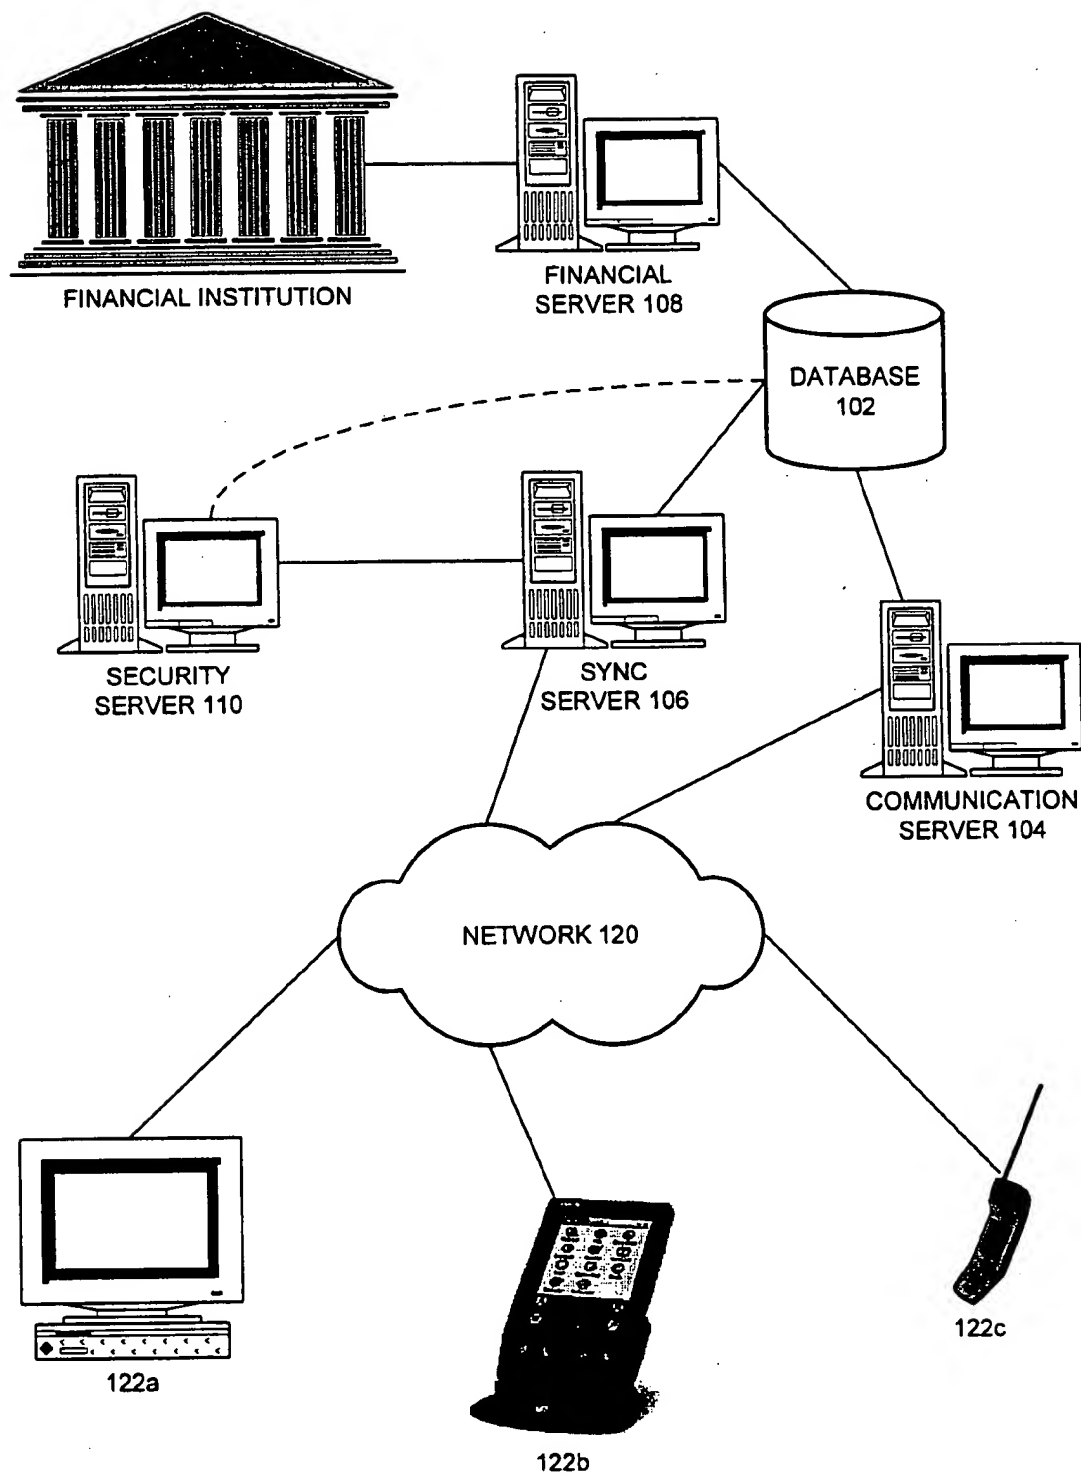 FINANCIAL INSTITUTION
FINANCIAL
SERVER 108
DATABASE
102
SECURITY
SERVER 110
SYNC
SERVER 106
COMMUNICATION
SERVER 104
NETWORK 120
122a
122b
122c